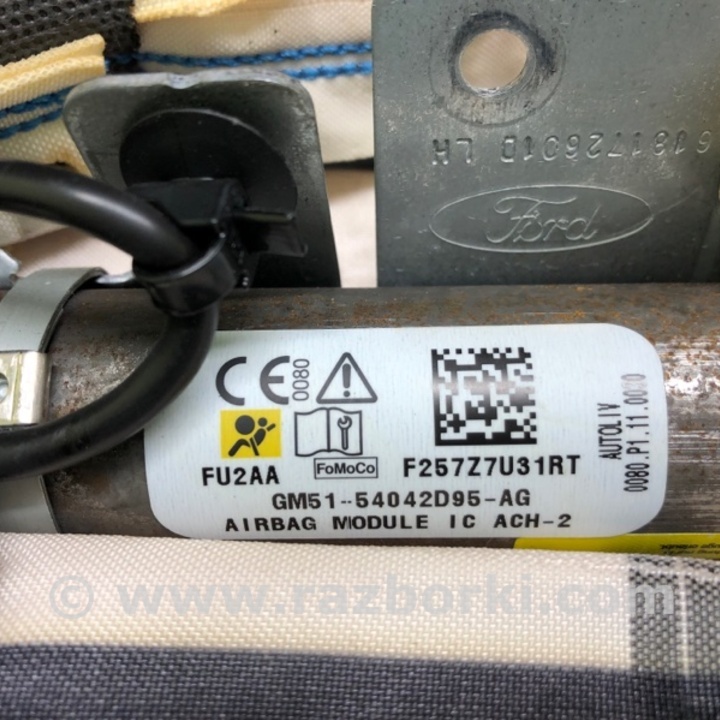 618172601D LH
Ford
CE 0080
FU2AA
FoMoCo
F257Z7U31RT
AUTOLIV
0080.P1.11.0000
GM51-54042D95-AG
AIRBAG MODULE IC ACH-2
© www.razborki.com